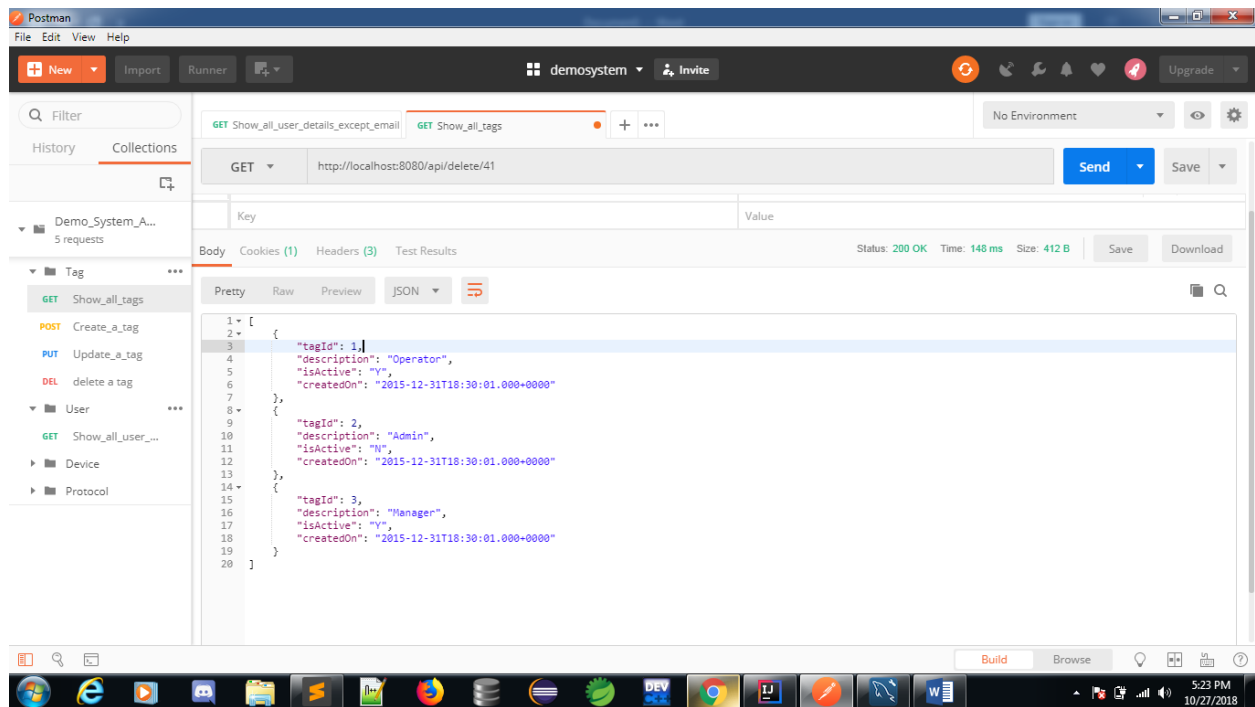 Postman
File Edit View Help
New Import Runner demosystem Invite Upgrade
Filter
History Collections
Demo_System_A...
5 requests
Tag
GET Show_all_tags
POST Create_a_tag
PUT Update_a_tag
DEL delete a tag
User
GET Show_all_user_...
Device
Protocol
GET Show_all_user_details_except_email GET Show_all_tags
No Environment
GET http://localhost:8080/api/delete/41 Send Save
Key Value
Body Cookies (1) Headers (3) Test Results Status: 200 OK Time: 148 ms Size: 412 B Save Download
Pretty Raw Preview JSON
1 [
2 {
3 "tagId": 1,
4 "description": "Operator",
5 "isActive": "Y",
6 "createdOn": "2015-12-31T18:30:01.000+0000"
7 },
8 {
9 "tagId": 2,
10 "description": "Admin",
11 "isActive": "N",
12 "createdOn": "2015-12-31T18:30:01.000+0000"
13 },
14 {
15 "tagId": 3,
16 "description": "Manager",
17 "isActive": "Y",
18 "createdOn": "2015-12-31T18:30:01.000+0000"
19 }
20 ]
Build Browse
DEV
IJ
W
5:23 PM
10/27/2018